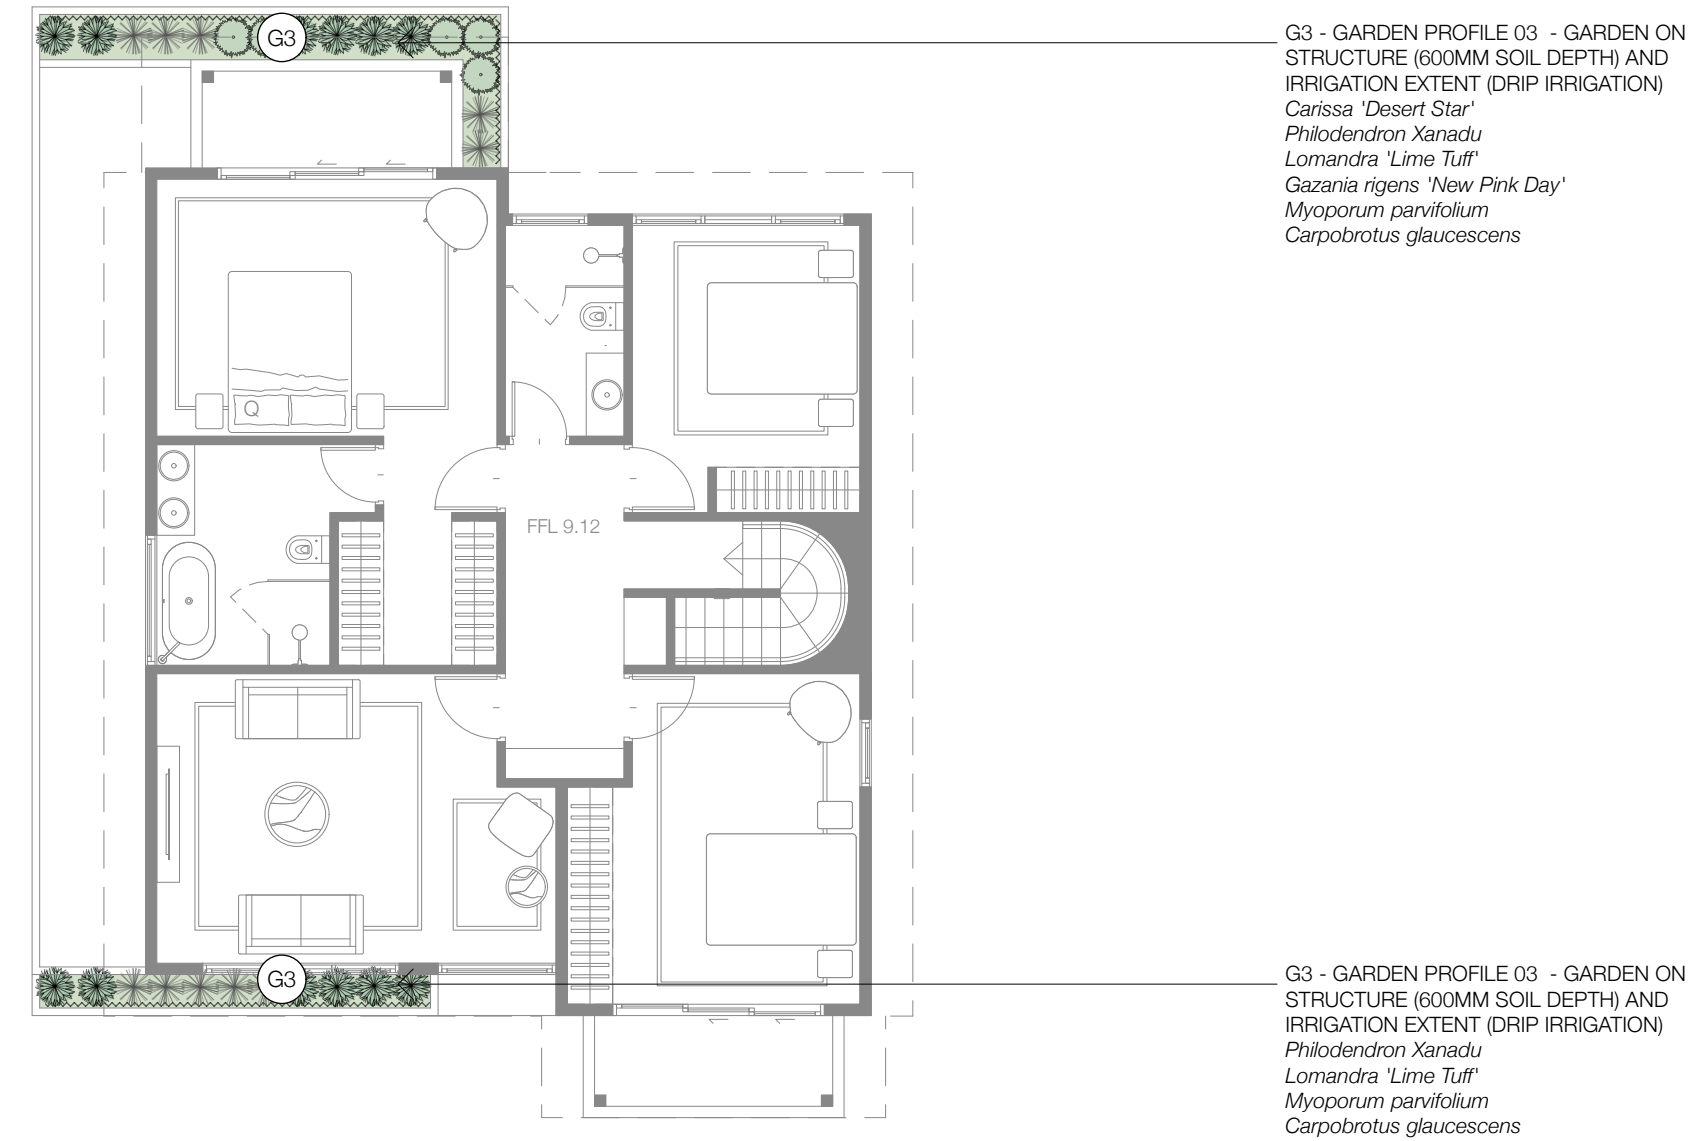 G3
G3 - GARDEN PROFILE 03 - GARDEN ON
STRUCTURE (600MM SOIL DEPTH) AND
IRRIGATION EXTENT (DRIP IRRIGATION)
Carissa 'Desert Star'
Philodendron Xanadu
Lomandra 'Lime Tuff'
Gazania rigens 'New Pink Day'
Myoporum parvifolium
Carpobrotus glaucescens
Q
FFL 9.12
G3
G3 - GARDEN PROFILE 03 - GARDEN ON
STRUCTURE (600MM SOIL DEPTH) AND
IRRIGATION EXTENT (DRIP IRRIGATION)
Philodendron Xanadu
Lomandra 'Lime Tuff'
Myoporum parvifolium
Carpobrotus glaucescens